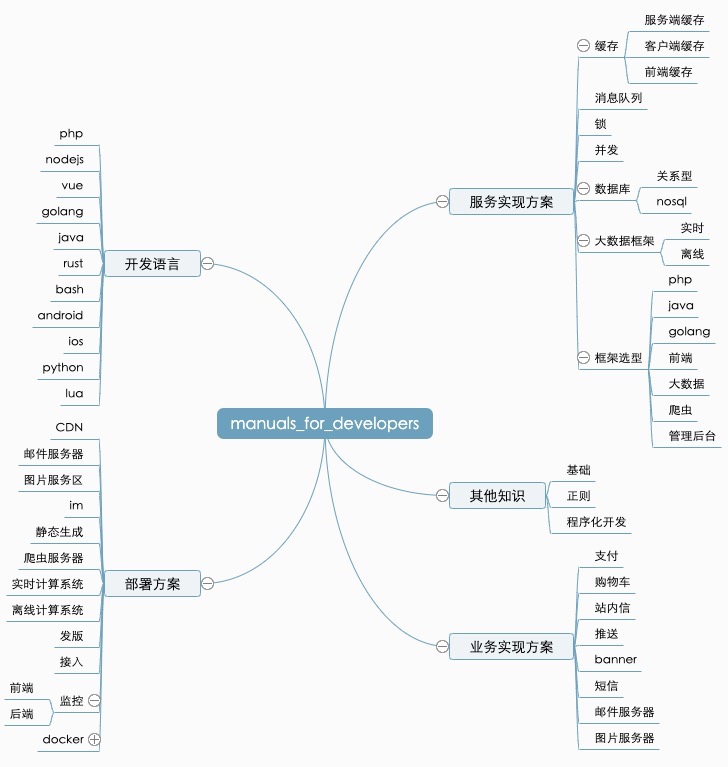 manuals_for_developers
开发语言
php
nodejs
vue
golang
java
rust
bash
android
ios
python
lua
部署方案
CDN
邮件服务器
图片服务区
im
静态生成
爬虫服务器
实时计算系统
离线计算系统
发版
接入
监控
前端
后端
docker
服务实现方案
缓存
服务端缓存
客户端缓存
前端缓存
消息队列
锁
并发
数据库
关系型
nosql
大数据框架
实时
离线
框架选型
php
java
golang
前端
大数据
爬虫
管理后台
其他知识
基础
正则
程序化开发
业务实现方案
支付
购物车
站内信
推送
banner
短信
邮件服务器
图片服务器